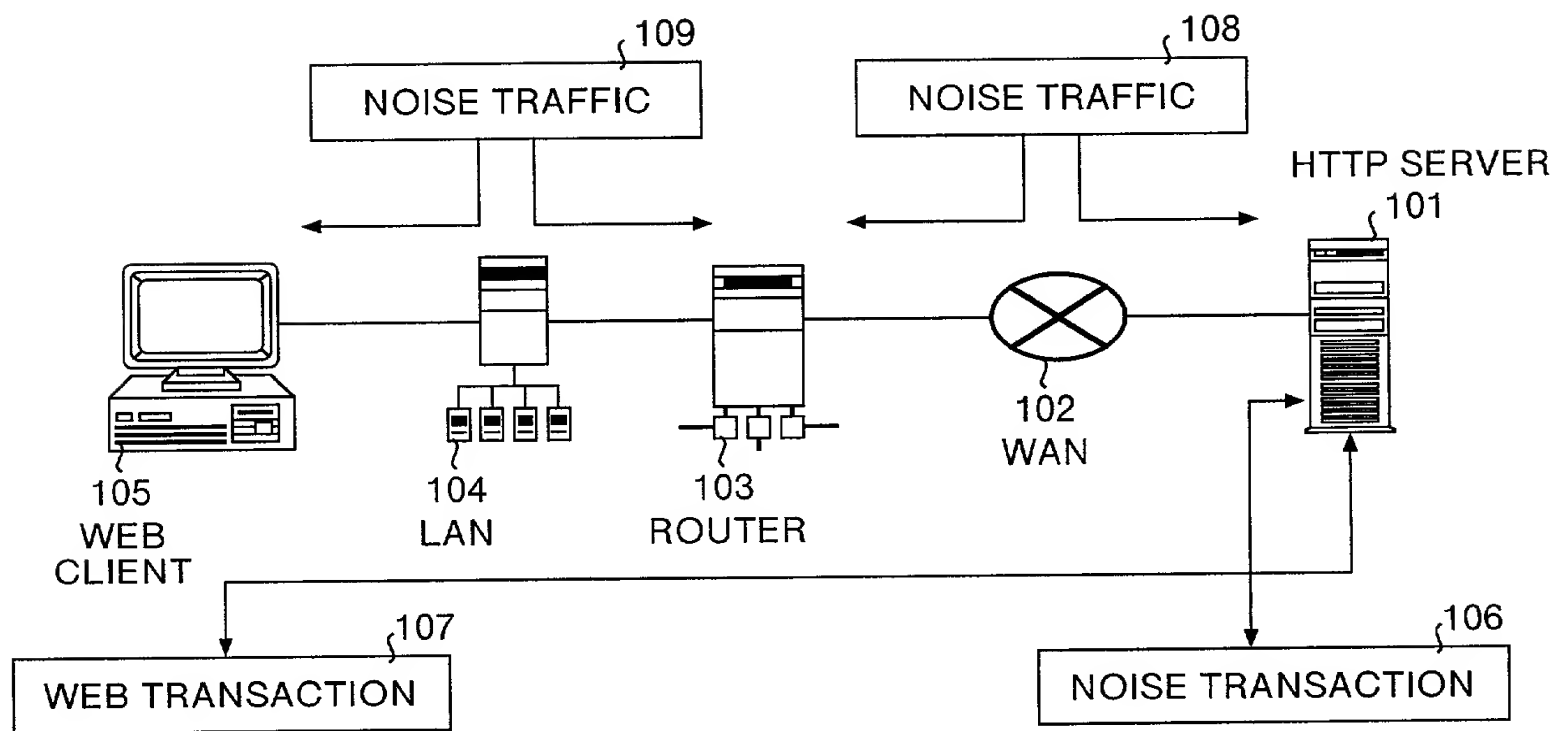 109
NOISE TRAFFIC
108
NOISE TRAFFIC
HTTP SERVER
101
105
WEB
CLIENT
104
LAN
103
ROUTER
102
WAN
107
WEB TRANSACTION
106
NOISE TRANSACTION